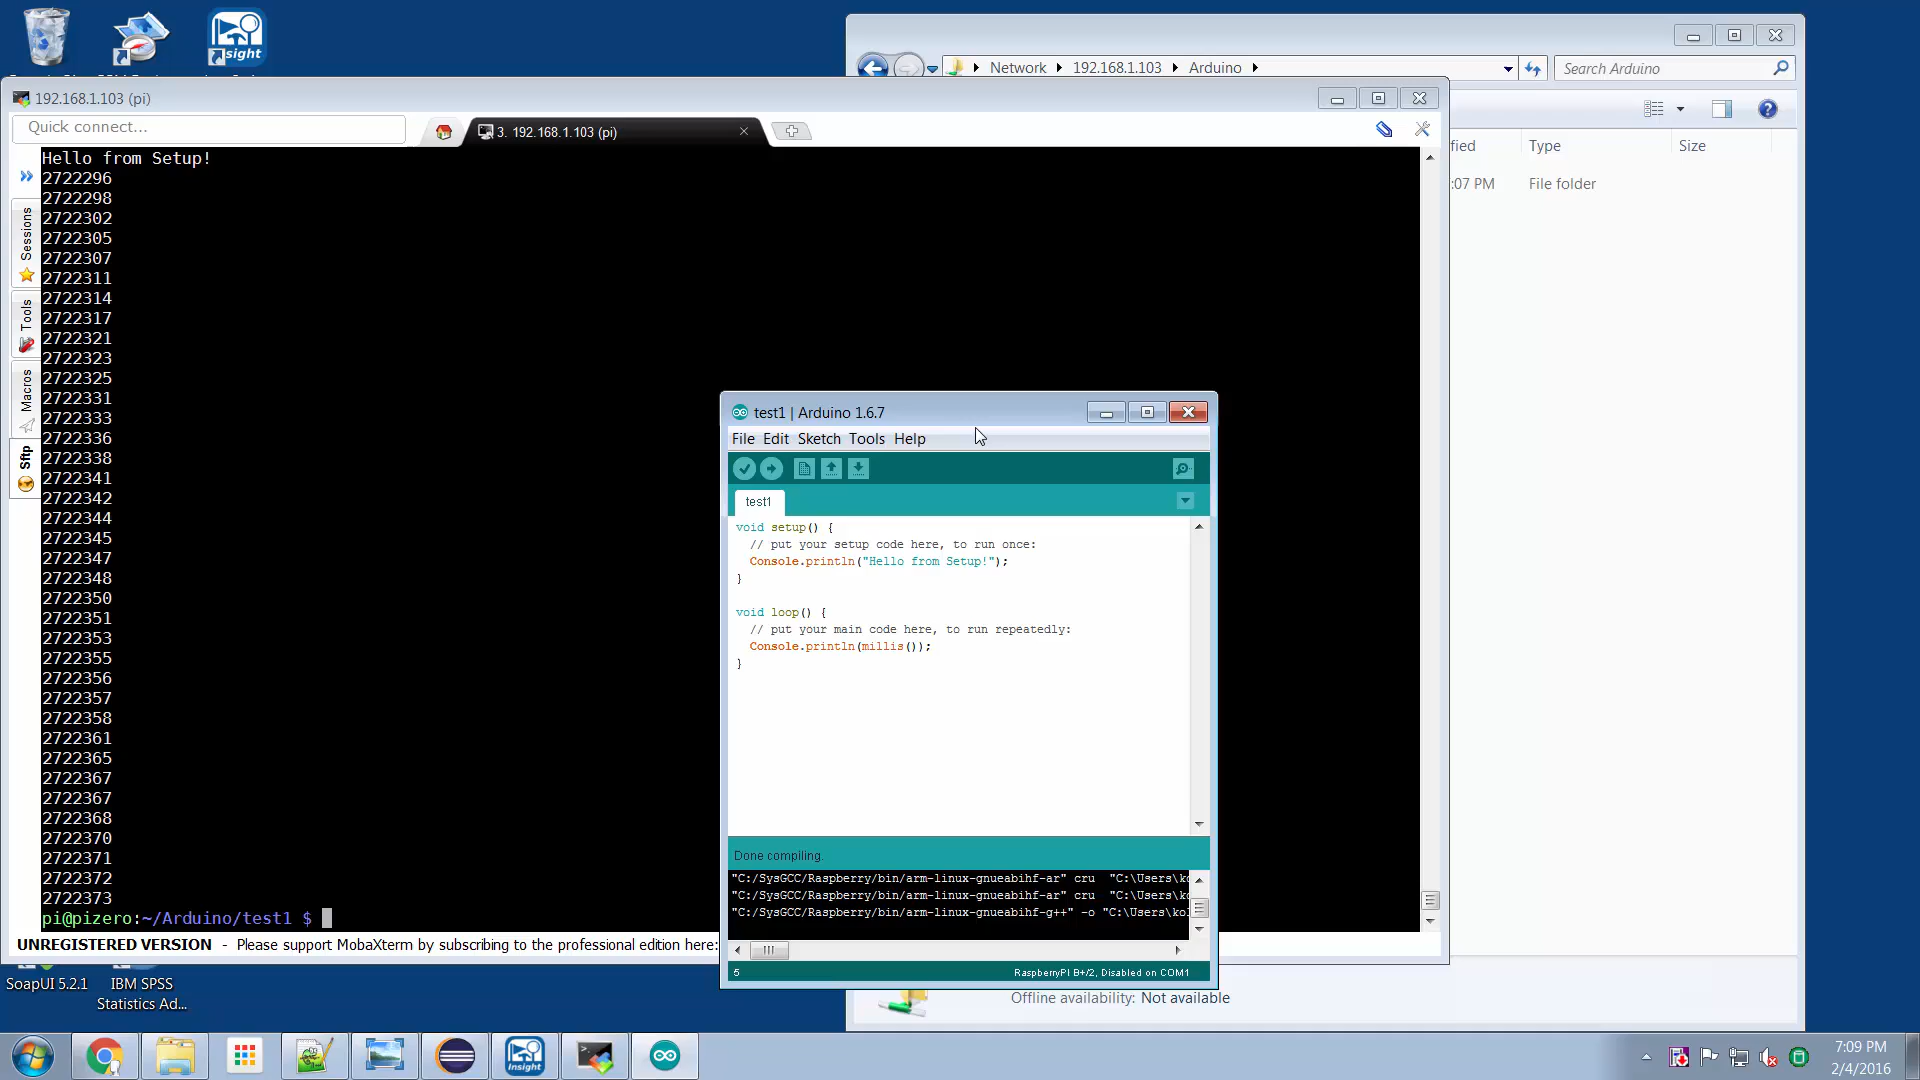 insight
Network
192.168.1.103
Arduino
Search Arduino
192.168.1.103 (pi)
Quick connect...
3. 192.168.1.103 (pi)
fied
Type
Size
:07 PM
File folder
Sessions
Tools
Macros
Sftp
Hello from Setup!
2722296
2722298
2722302
2722305
2722307
2722311
2722314
2722317
2722321
2722323
2722325
2722331
2722333
2722336
2722338
2722341
2722342
2722344
2722345
2722347
2722348
2722350
2722351
2722353
2722355
2722356
2722357
2722358
2722361
2722365
2722367
2722367
2722368
2722370
2722371
2722372
2722373
pi@pizero:~/Arduino/test1 $
UNREGISTERED VERSION - Please support MobaXterm by subscribing to the professional edition here:
test1 | Arduino 1.6.7
File Edit Sketch Tools Help
test1
void setup() {
// put your setup code here, to run once:
Console.println("Hello from Setup!");
}
void loop() {
// put your main code here, to run repeatedly:
Console.println(millis());
}
Done compiling.
"C:/SysGCC/Raspberry/bin/arm-linux-gnueabihf-ar" cru "C:\Users\ko
"C:/SysGCC/Raspberry/bin/arm-linux-gnueabihf-ar" cru "C:\Users\ko
"C:/SysGCC/Raspberry/bin/arm-linux-gnueabihf-g++" -o "C:\Users\ko
5
RaspberryPI B+/2, Disabled on COM1
Offline availability: Not available
SoapUI 5.2.1
IBM SPSS
Statistics Ad...
Insight
7:09 PM
2/4/2016